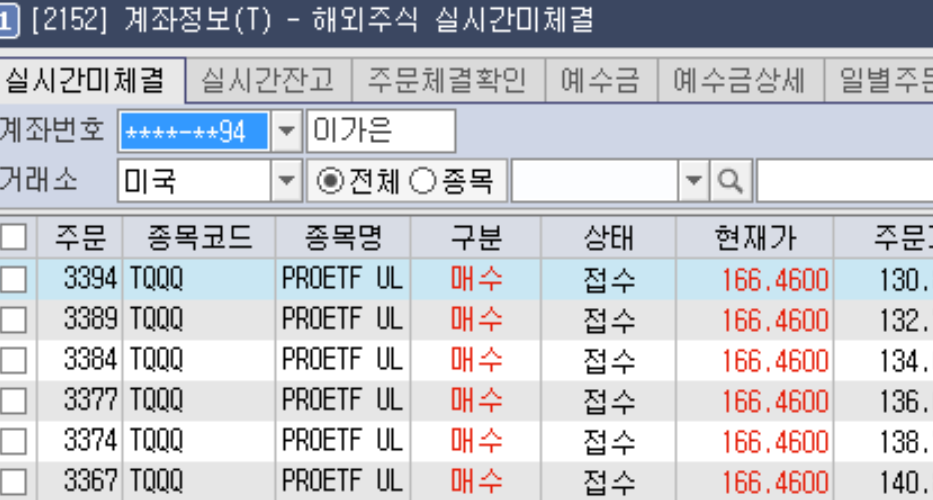 1 [2152] 계좌정보(T) - 해외주식 실시간미체결
실시간미체결 실시간잔고 주문체결확인 예수금 예수금상세 일별주문
계좌번호 ****-**94 이가은
거래소 미국 전체 종목
주문 종목코드 종목명 구분 상태 현재가 주문
3394 TQQQ PROETF UL 매수 접수 166.4600 130.
3389 TQQQ PROETF UL 매수 접수 166.4600 132.
3384 TQQQ PROETF UL 매수 접수 166.4600 134.
3377 TQQQ PROETF UL 매수 접수 166.4600 136.
3374 TQQQ PROETF UL 매수 접수 166.4600 138.
3367 TQQQ PROETF UL 매수 접수 166.4600 140.